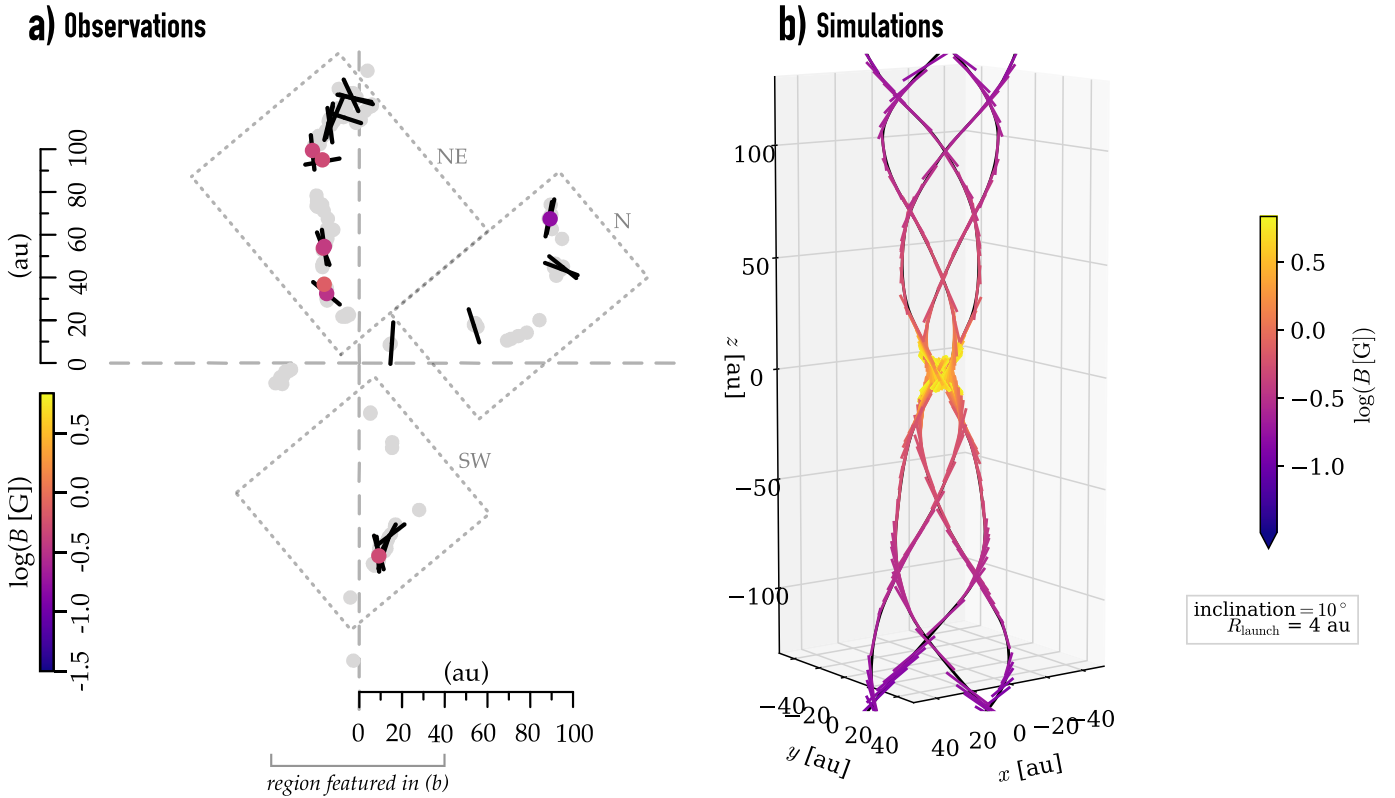 a) Observations
NE
N
SW
(au)
100
80
60
40
20
0
log(B [G])
0.5
0.0
-0.5
-1.0
-1.5
(au)
0 20 40 60 80 100
region featured in (b)
b) Simulations
100
50
0
−50
−100
z [au]
−40 −20 0 20 40
y [au]
40 20 0 −20 −40
x [au]
0.5
0.0
−0.5
−1.0
log(B [G])
inclination = 10°
R_launch = 4 au